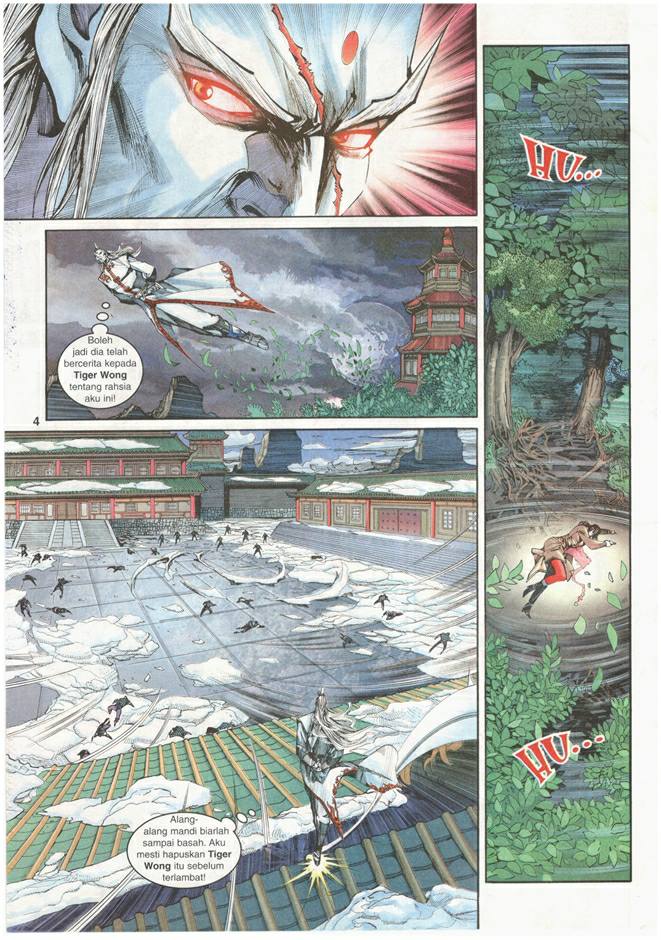 Boleh
jadi dia telah
bercerita kepada
Tiger Wong
tentang rahsia
aku ini!
4
Alang-
alang mandi biarlah
sampai basah. Aku
mesti hapuskan Tiger
Wong itu sebelum
terlambat!
HU...
HU...